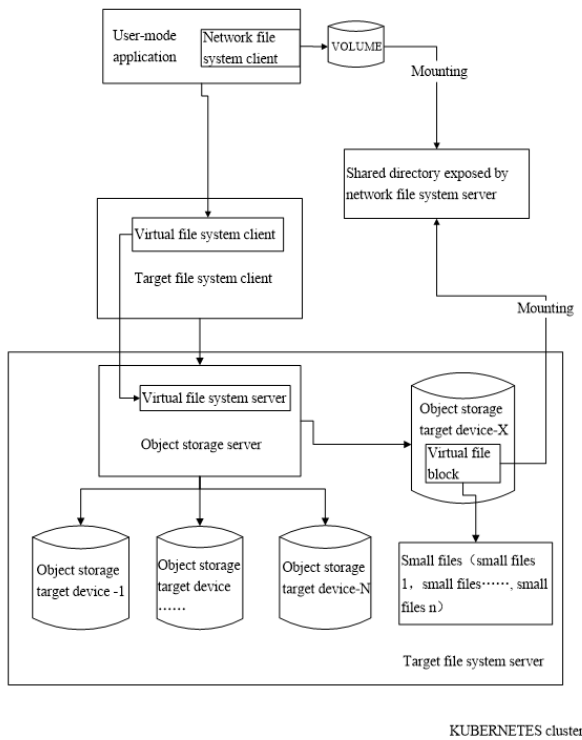 User-mode
application
Network file
system client
VOLUME
Mounting
Shared directory exposed by
network file system server
Virtual file system client
Target file system client
Mounting
Virtual file system server
Object storage server
Object storage
target device-X
Virtual file
block
Object storage
target device -1
Object storage
target device
……
Object storage
target device-N
Small files（small files
1，small files……, small
files n）
Target file system server
KUBERNETES cluster